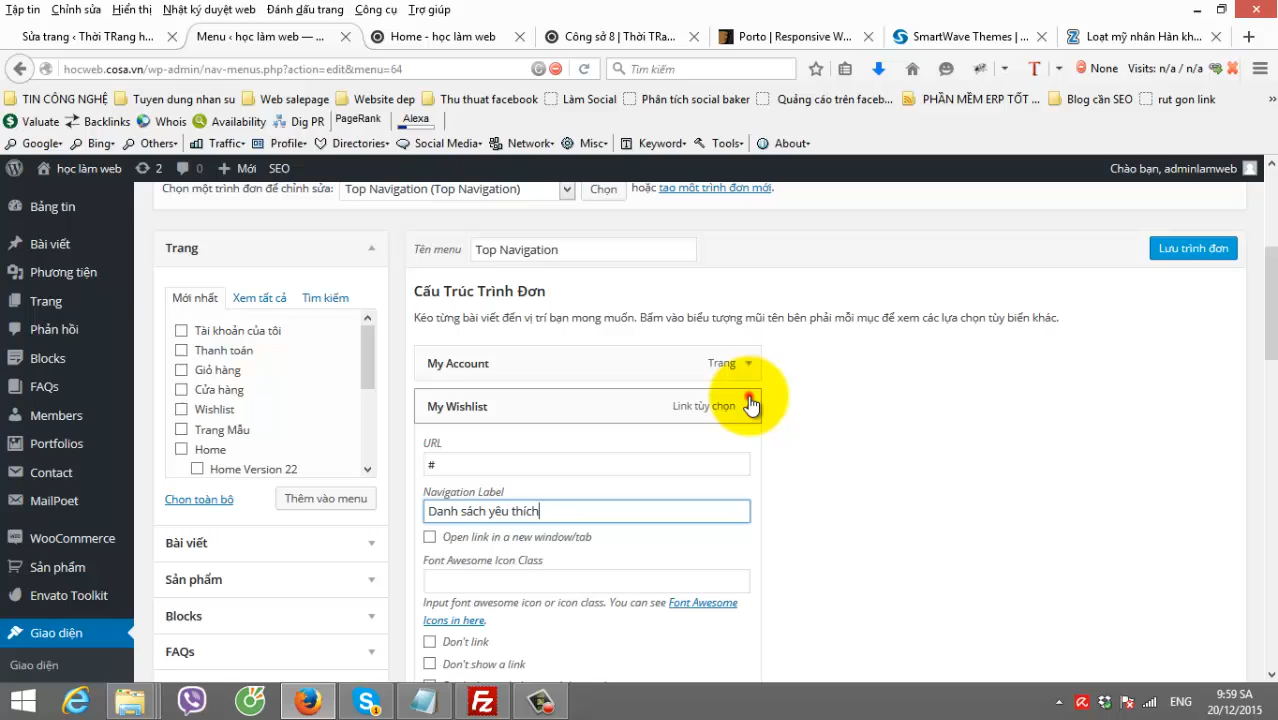 Tập tin Chỉnh sửa Hiển thị Nhật ký duyệt web Đánh dấu trang Công cụ Trợ giúp
Sửa trang ‹ Thời TRang h... Menu ‹ học làm web — ... Home - học làm web Công sở 8 | Thời TRa... Porto | Responsive W... SmartWave Themes | ... Loạt mỹ nhân Hàn kh...
hocweb.cosa.vn/wp-admin/nav-menus.php?action=edit&menu=64 Tìm kiếm None Visits: n/a / n/a
TIN CÔNG NGHỆ Tuyen dung nhan su Web salepage Website dep Thu thuat facebook Làm Social Phân tích social baker Quảng cáo trên faceb... PHẦN MỀM ERP TỐT ... Blog cần SEO rut gon link
Valuate Backlinks Whois Availability Dig PR PageRank Alexa
Google Bing Others Traffic Profile Directories Social Media Network Misc Keyword Tools About
học làm web 2 0 Mới SEO Chào bạn, adminlamweb
Chọn một trình đơn để chỉnh sửa: Top Navigation (Top Navigation) Chọn hoặc tạo một trình đơn mới.
Bảng tin
Bài viết
Phương tiện
Trang
Phản hồi
Blocks
FAQs
Members
Portfolios
Contact
MailPoet
WooCommerce
Sản phẩm
Envato Toolkit
Giao diện
Giao diện
Trang
Mới nhất Xem tất cả Tìm kiếm
Tài khoản của tôi
Thanh toán
Giỏ hàng
Cửa hàng
Wishlist
Trang Mẫu
Home
Home Version 22
Chọn toàn bộ Thêm vào menu
Bài viết
Sản phẩm
Blocks
FAQs
Tên menu Top Navigation Lưu trình đơn
Cấu Trúc Trình Đơn
Kéo từng bài viết đến vị trí bạn mong muốn. Bấm vào biểu tượng mũi tên bên phải mỗi mục để xem các lựa chọn tùy biến khác.
My Account Trang
My Wishlist Link tùy chọn
URL
#
Navigation Label
Danh sách yêu thích
Open link in a new window/tab
Font Awesome Icon Class
Input font awesome icon or icon class. You can see Font Awesome
Icons in here.
Don't link
Don't show a link
ENG 9:59 SA
20/12/2015